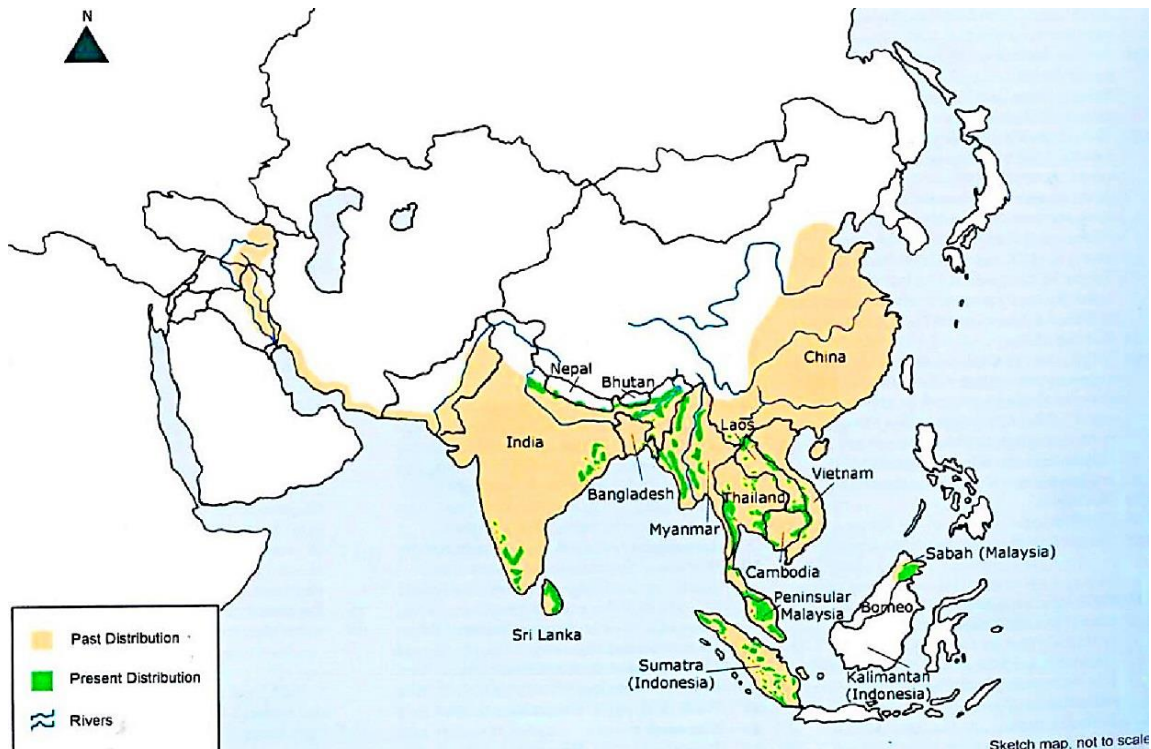 N
China
Nepal
Bhutan
India
Laos
Vietnam
Bangladesh
Thailand
Myanmar
Cambodia
Sabah (Malaysia)
Peninsular
Malaysia
Borneo
Sri Lanka
Sumatra
(Indonesia)
Kalimantan
(Indonesia)
Past Distribution
Present Distribution
Rivers
Sketch map, not to scale